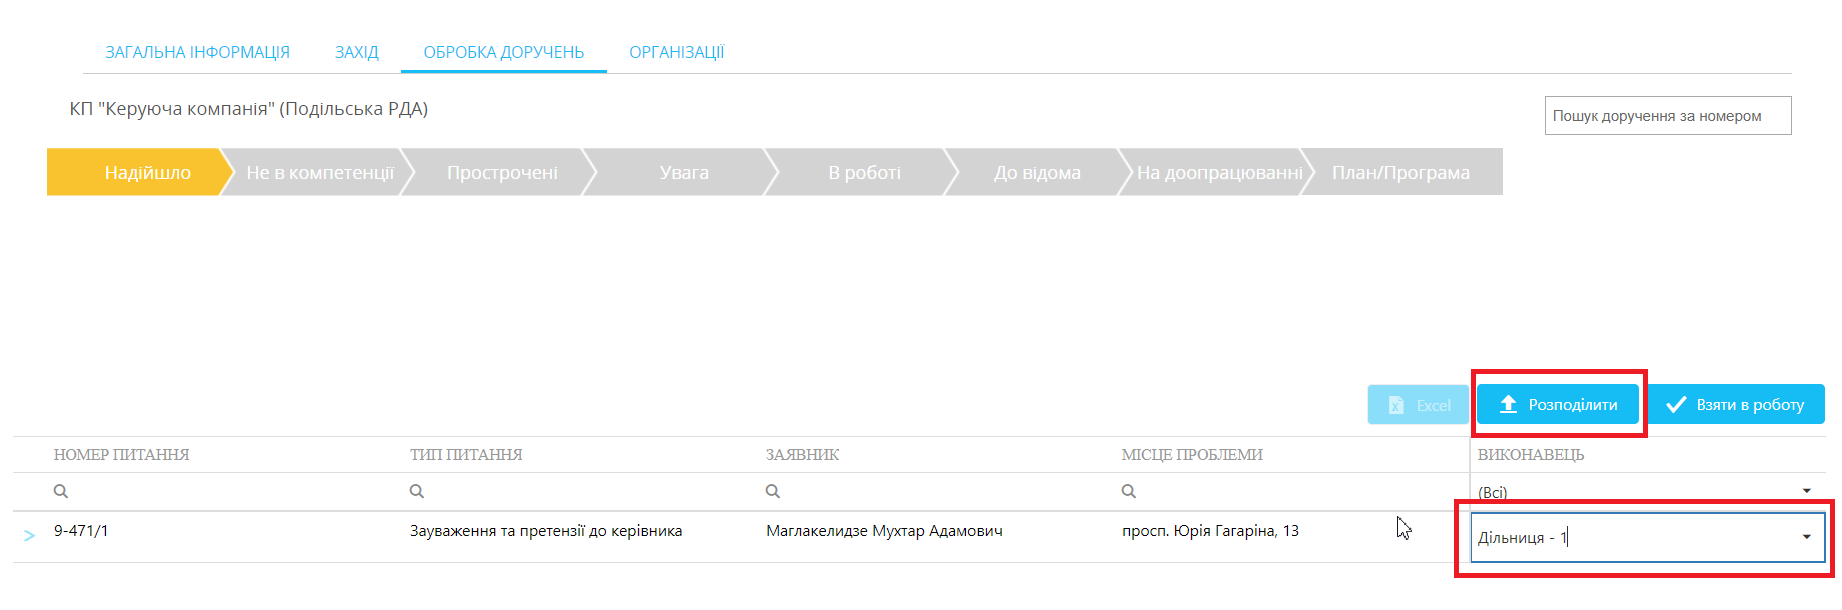 ЗАГАЛЬНА ІНФОРМАЦІЯ ЗАХІД ОБРОБКА ДОРУЧЕНЬ ОРГАНІЗАЦІЇ
КП "Керуюча компанія" (Подільська РДА)
Пошук доручення за номером
Надійшло Не в компетенції Прострочені Увага В роботі До відома На доопрацюванні План/Програма
Excel Розподілити Взяти в роботу
НОМЕР ПИТАННЯ ТИП ПИТАННЯ ЗАЯВНИК МІСЦЕ ПРОБЛЕМИ ВИКОНАВЕЦЬ
(Всі)
9-471/1 Зауваження та претензії до керівника Маглакелидзе Мухтар Адамович просп. Юрія Гагаріна, 13
Дільниця - 1